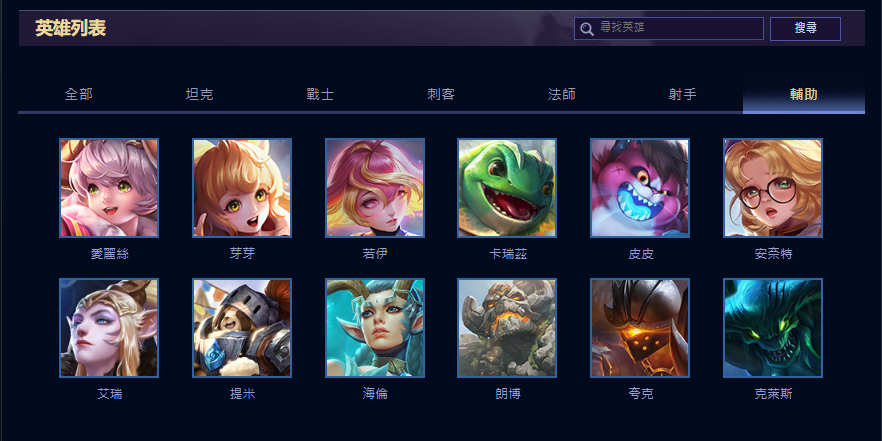 英雄列表
尋找英雄
搜尋
全部
坦克
戰士
刺客
法師
射手
輔助
愛麗絲
芽芽
若伊
卡瑞茲
皮皮
安奈特
艾瑞
提米
海倫
朗博
夸克
克萊斯